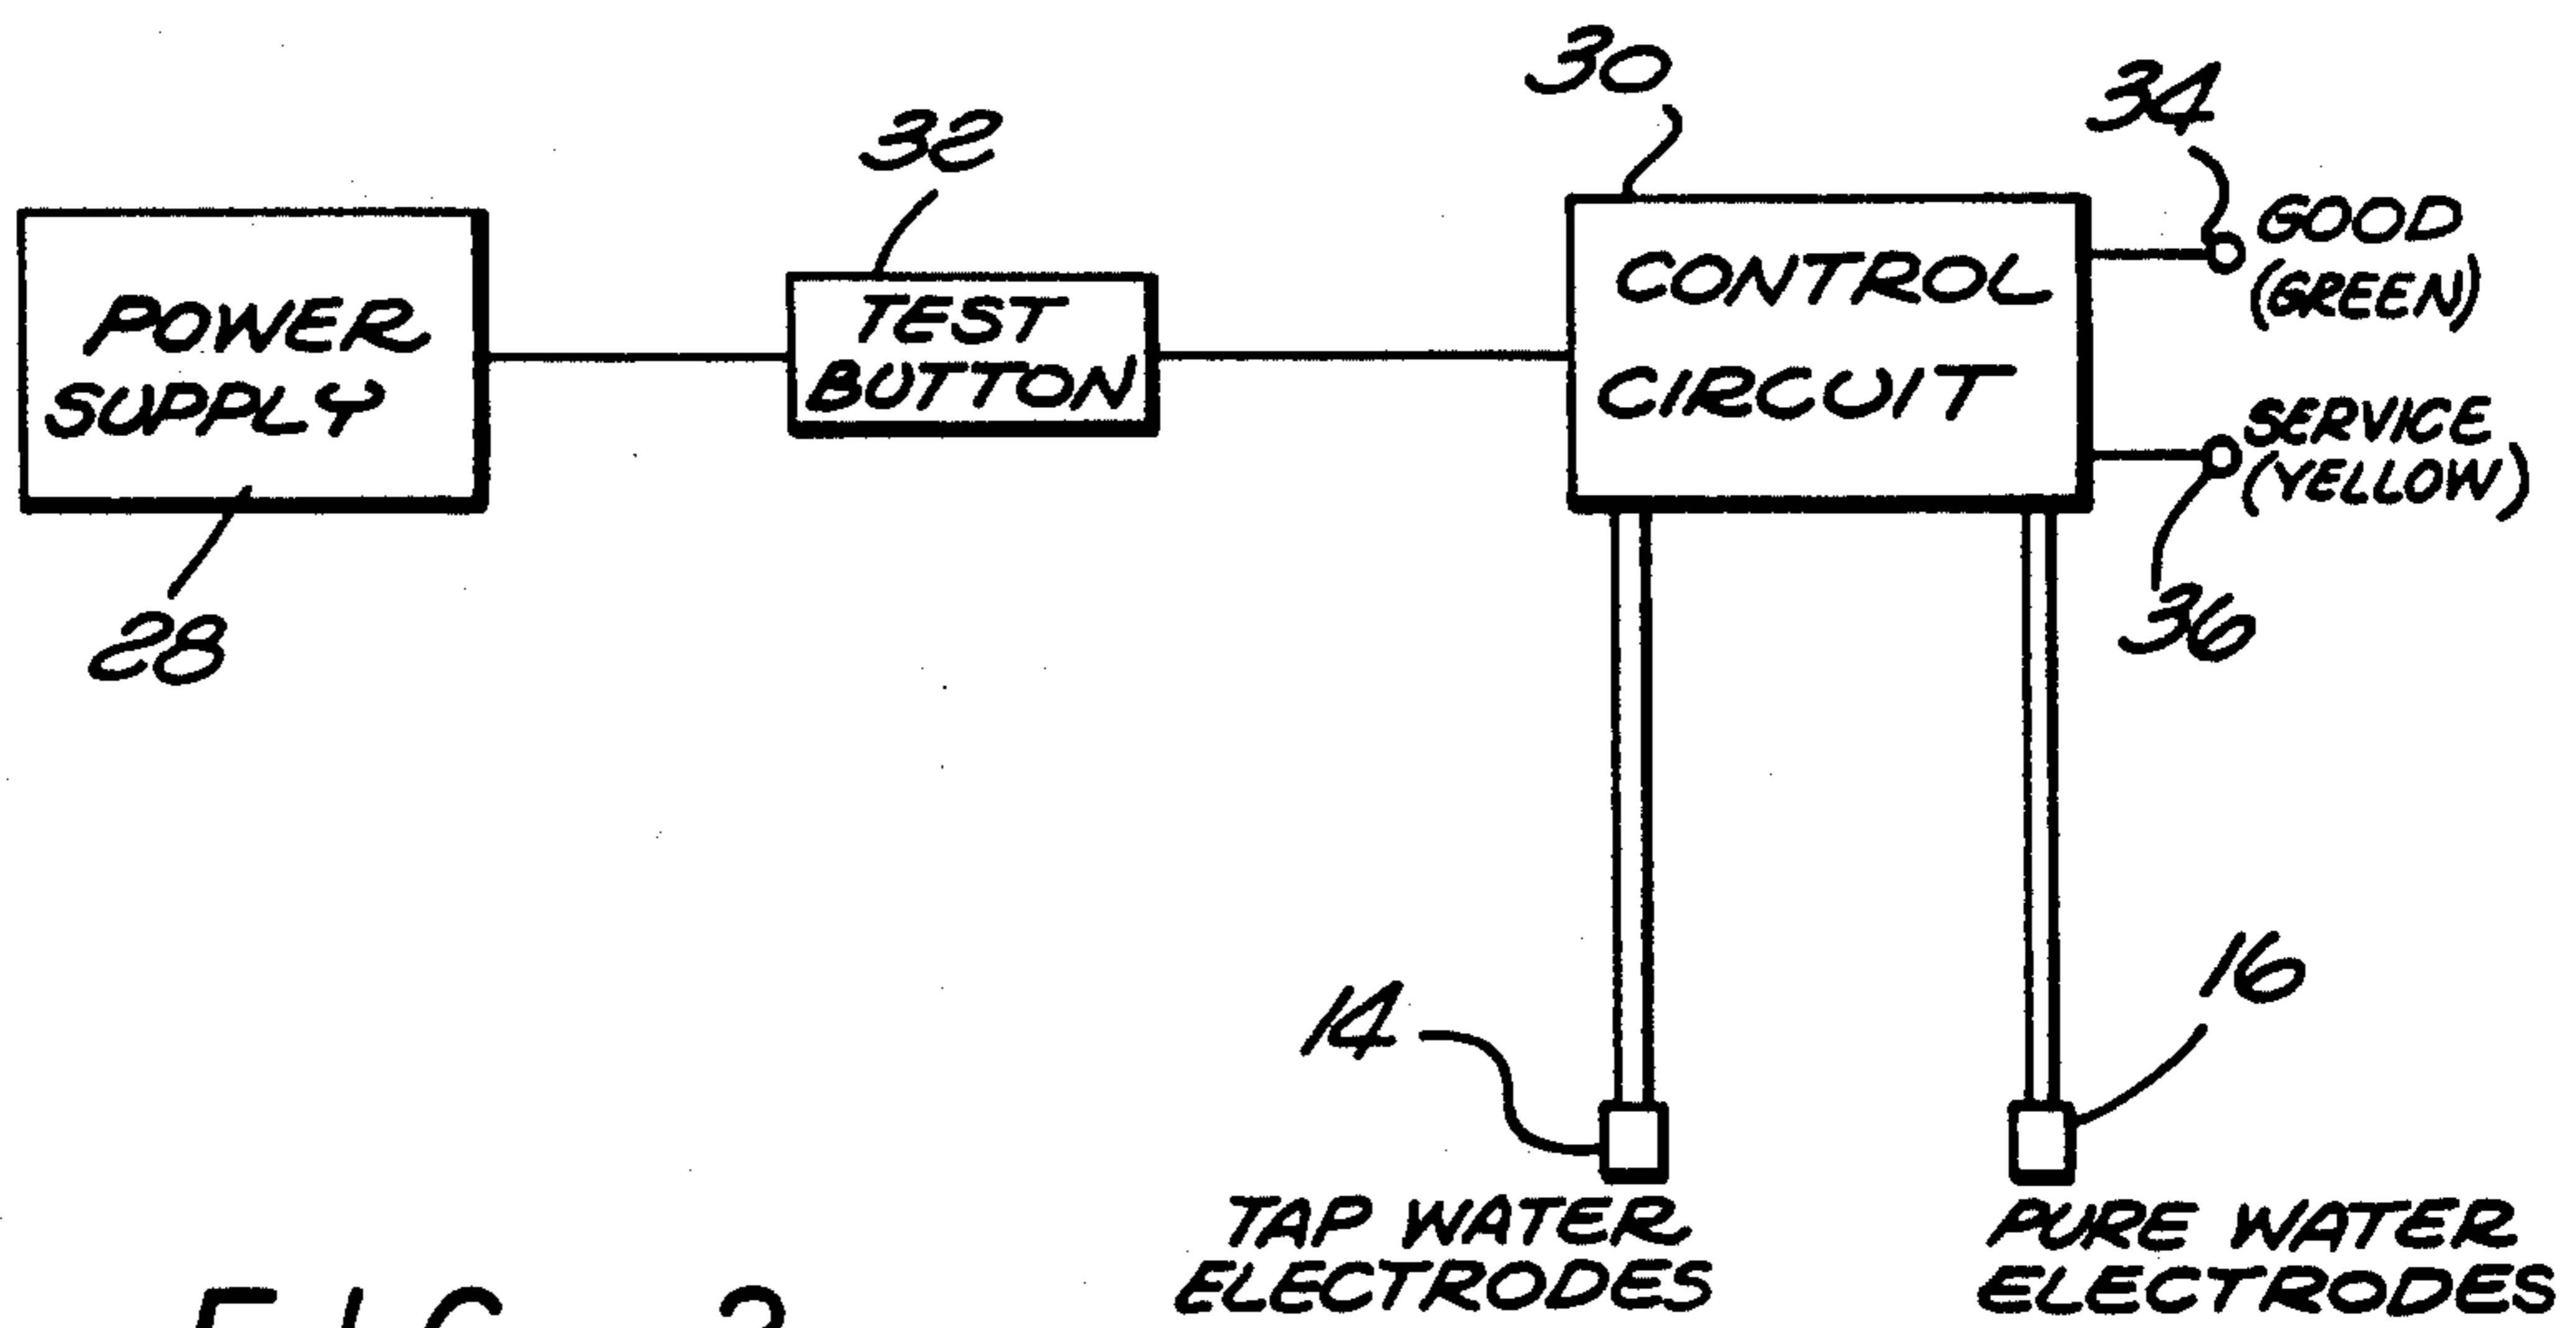 30
34
32
GOOD
(GREEN)
CONTROL
CIRCUIT
TEST
BUTTON
POWER
SUPPLY
SERVICE
(YELLOW)
28
36
16
14
TAP WATER
ELECTRODES
PURE WATER
ELECTRODES